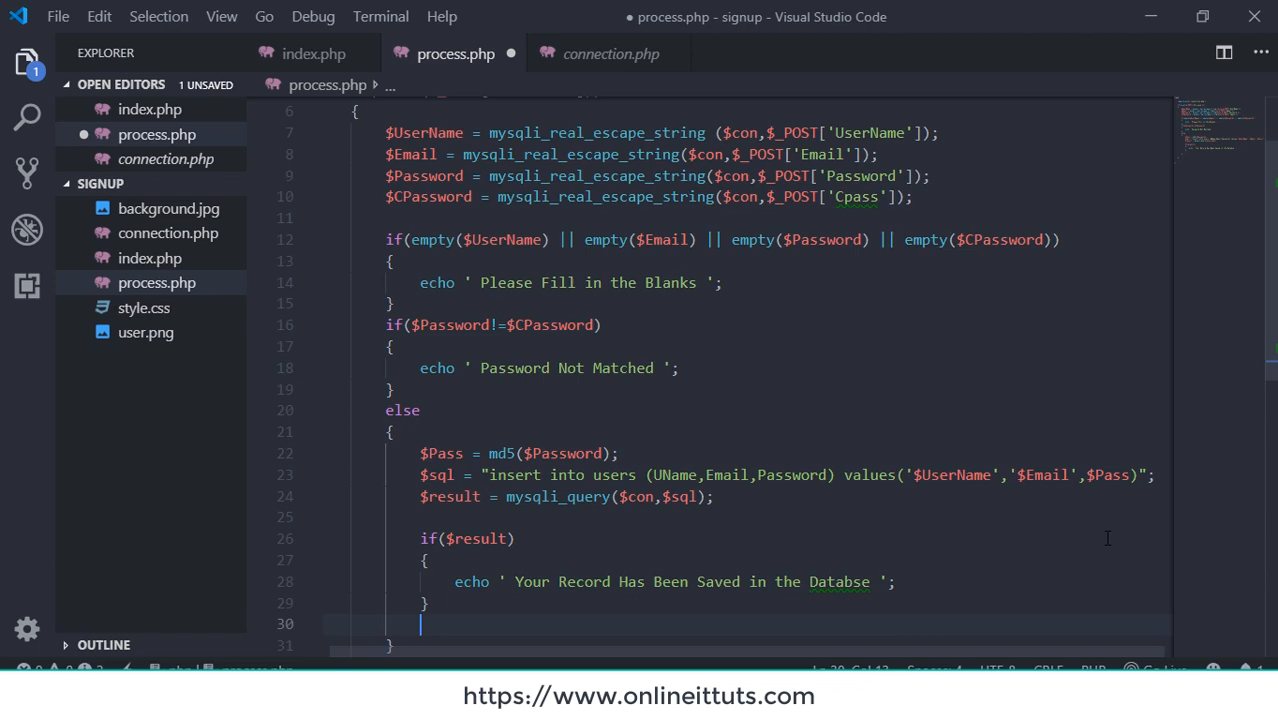 File Edit Selection View Go Debug Terminal Help ● process.php - signup - Visual Studio Code
EXPLORER index.php process.php connection.php
OPEN EDITORS 1 UNSAVED process.php ...
index.php
process.php
connection.php
SIGNUP
background.jpg
connection.php
index.php
process.php
style.css
user.png
OUTLINE
1
6 {
7 $UserName = mysqli_real_escape_string ($con,$_POST['UserName']);
8 $Email = mysqli_real_escape_string($con,$_POST['Email']);
9 $Password = mysqli_real_escape_string($con,$_POST['Password']);
10 $CPassword = mysqli_real_escape_string($con,$_POST['Cpass']);
11
12 if(empty($UserName) || empty($Email) || empty($Password) || empty($CPassword))
13 {
14 echo ' Please Fill in the Blanks ';
15 }
16 if($Password!=$CPassword)
17 {
18 echo ' Password Not Matched ';
19 }
20 else
21 {
22 $Pass = md5($Password);
23 $sql = "insert into users (UName,Email,Password) values('$UserName','$Email',$Pass)";
24 $result = mysqli_query($con,$sql);
25
26 if($result)
27 {
28 echo ' Your Record Has Been Saved in the Databse ';
29 }
30
31 }
https://www.onlineittuts.com